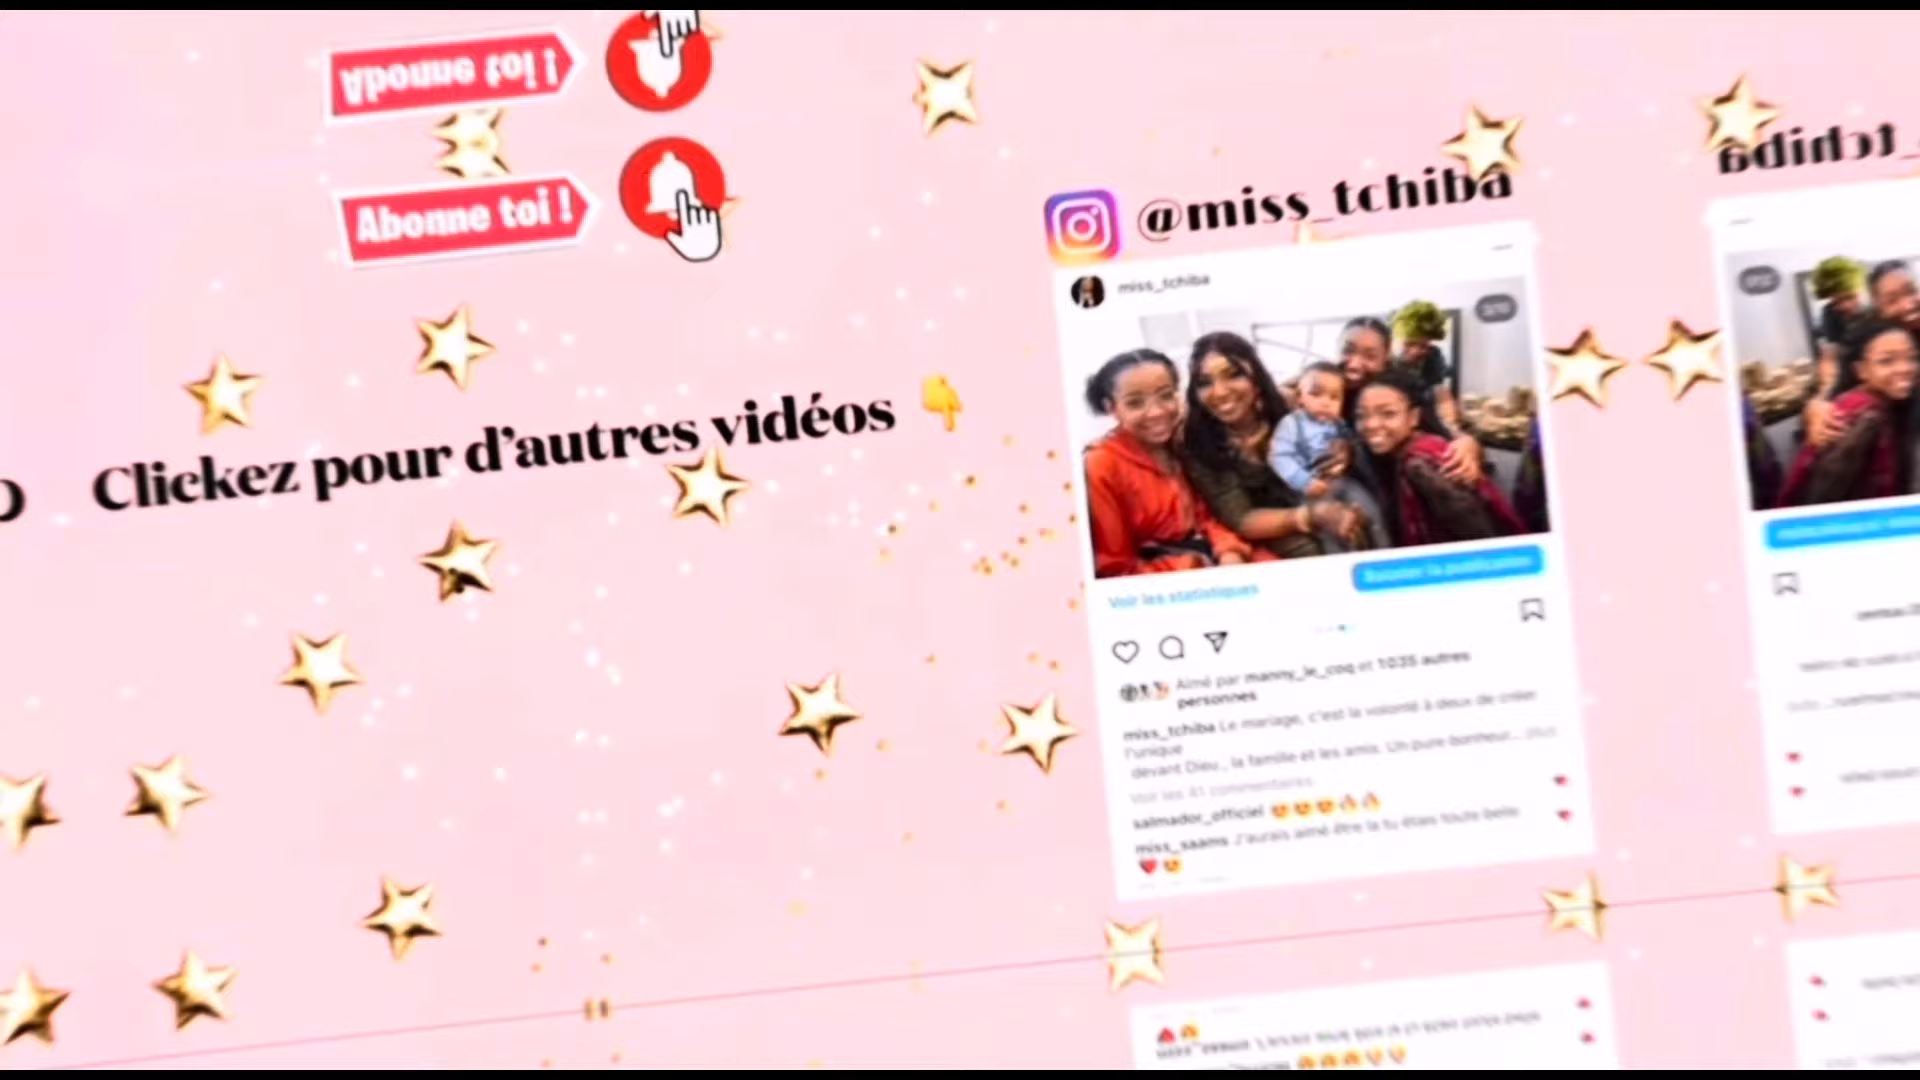 Abonne toi !
Abonne toi !
@miss_tchiba
miss_tchiba
Clickez pour d'autres vidéos 👇
Voir les statistiques
Booster la publication
Aimé par manny_le_coq et 1035 autres
personnes
miss_tchiba Le mariage, c'est la volonté à deux de créer
l'unique
devant Dieu , la famille et les amis. Un pure bonheur... plus
Voir les 41 commentaires
salmador_officiel 😍😍😍🔥🔥
miss_saams J'aurais aimé être là tu étais toute belle
❤️😍